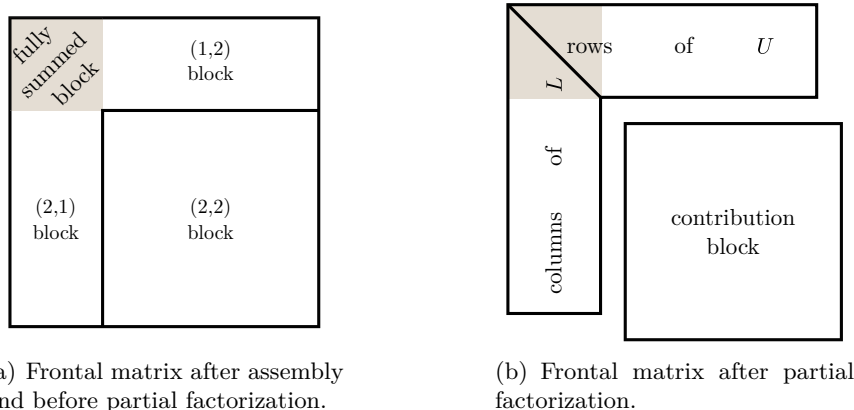 fully
summed
block
(1,2)
block
(2,1)
block
(2,2)
block
rows of U
columns of L
contribution
block
) Frontal matrix after assembly
nd before partial factorization.
(b) Frontal matrix after partial
factorization.